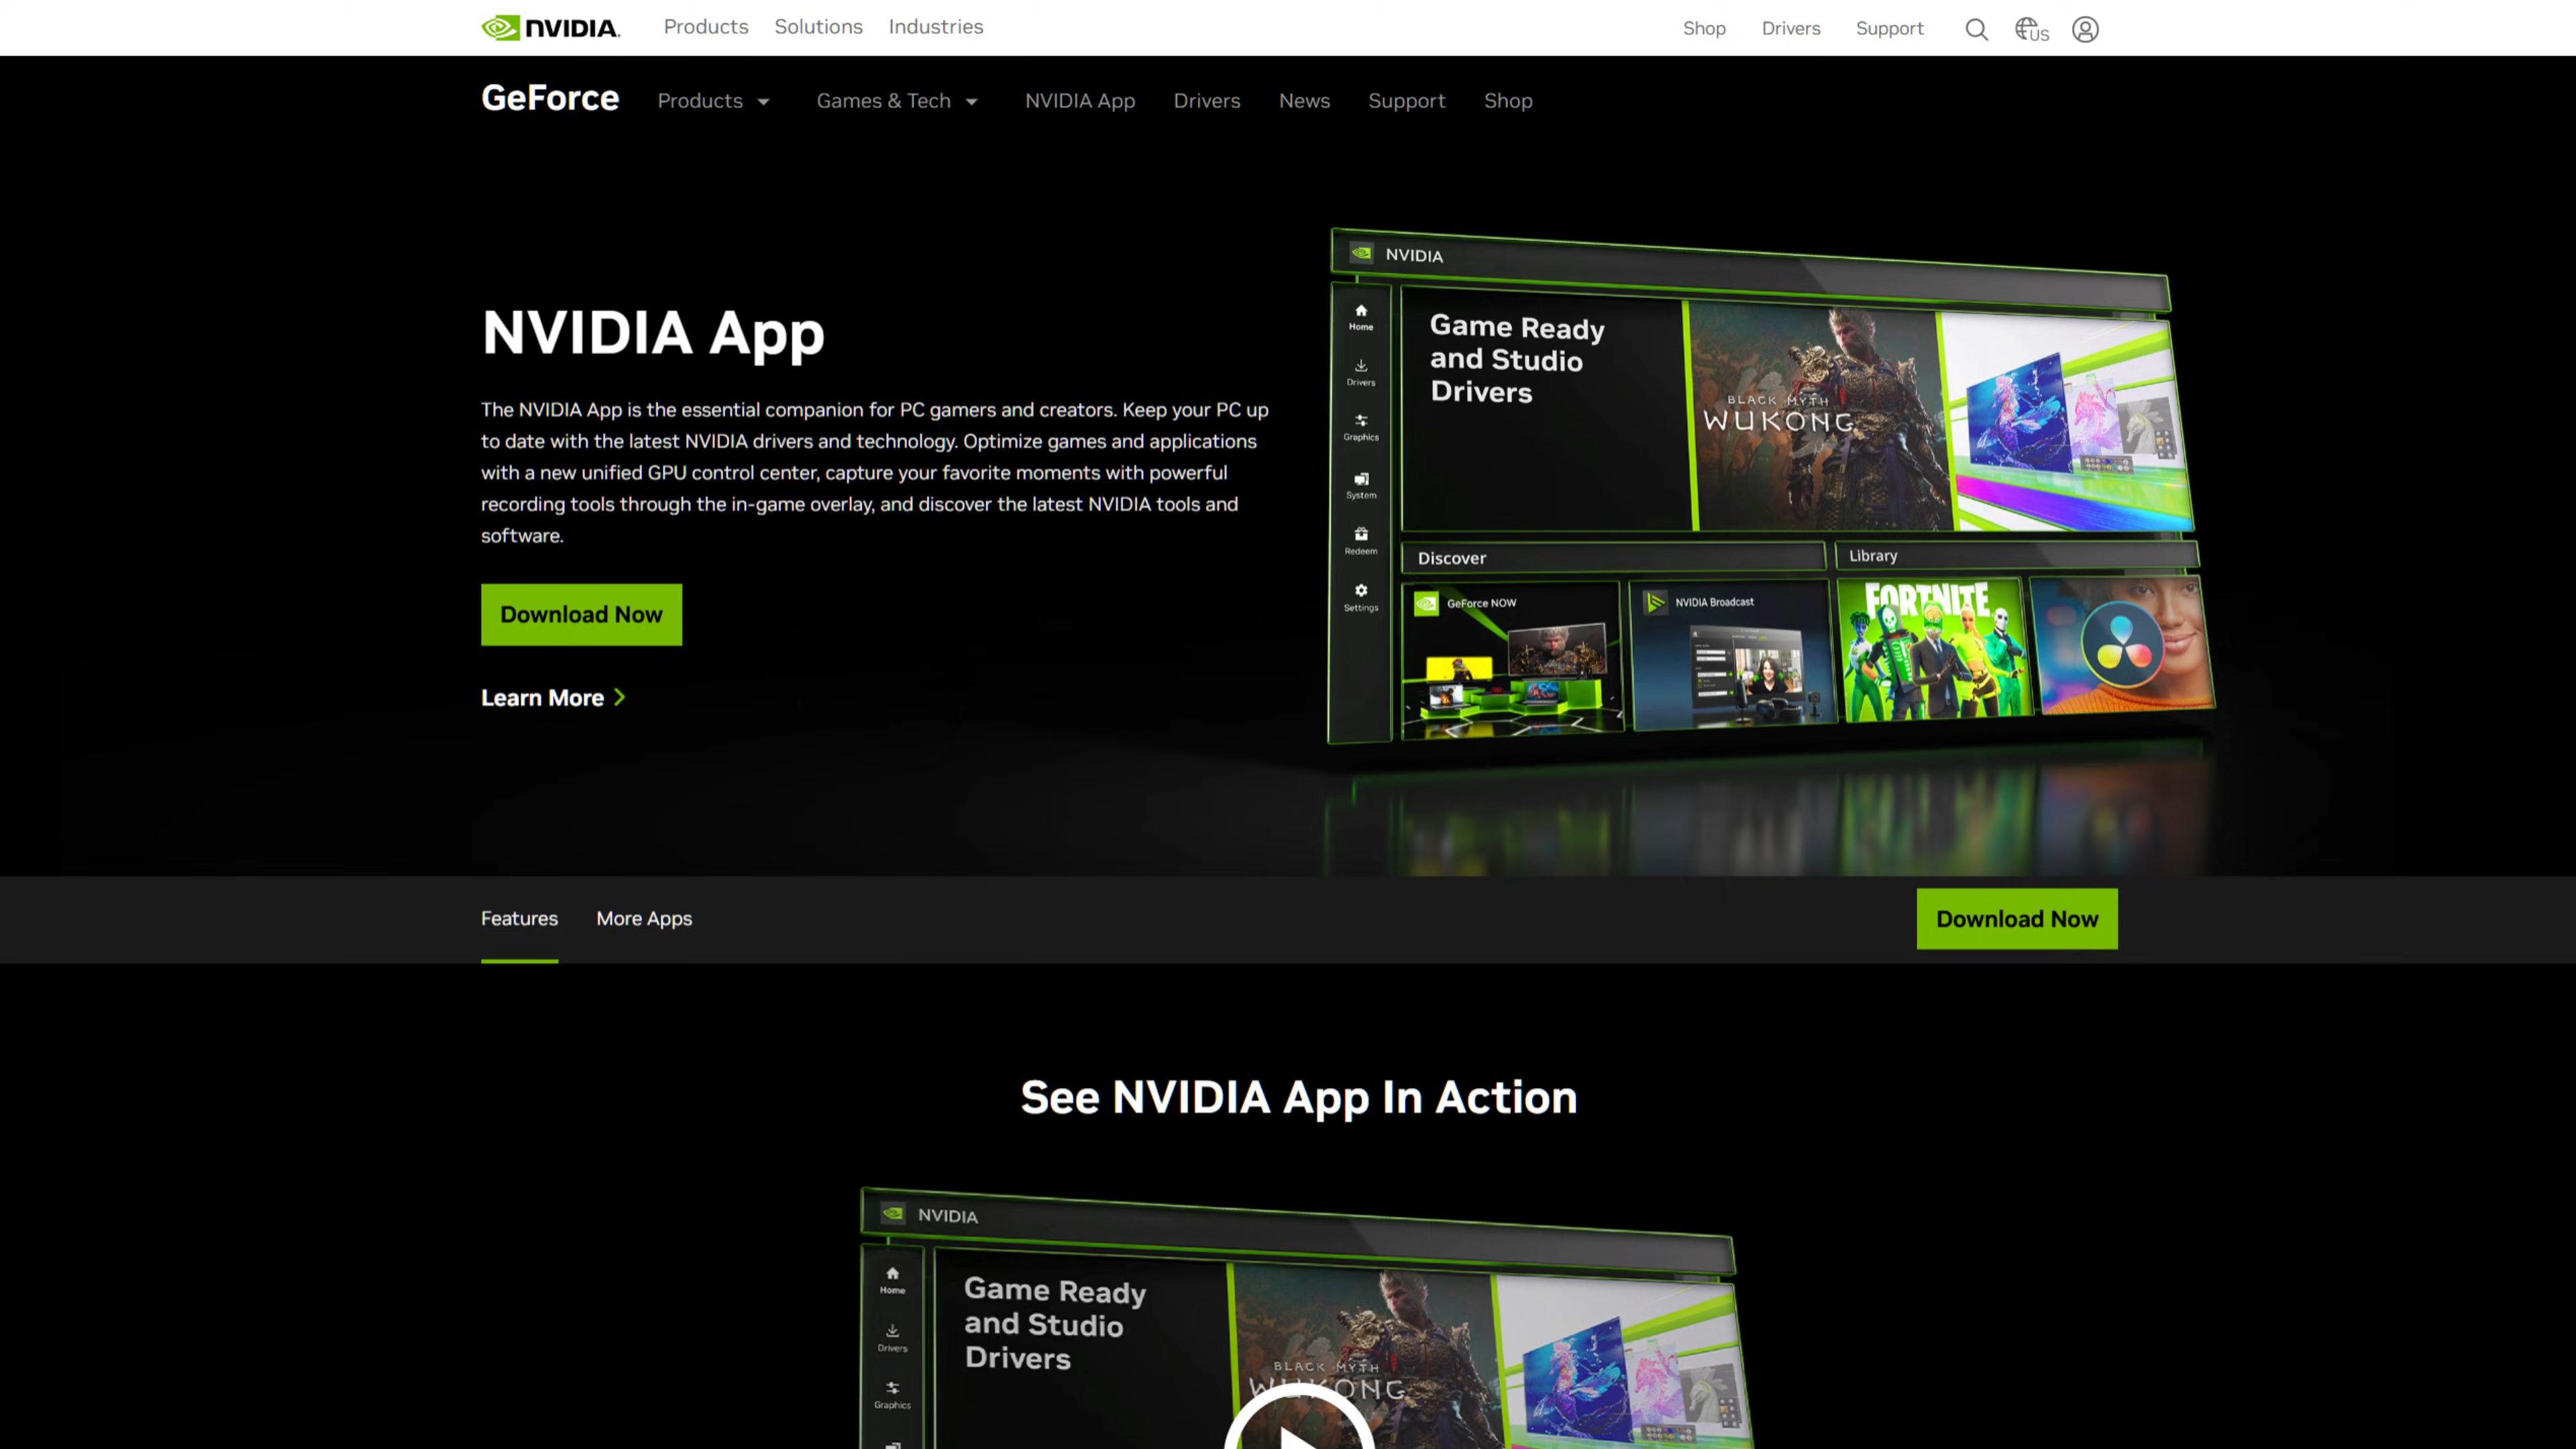 NVIDIA. Products Solutions Industries Shop Drivers Support US
GeForce Products Games & Tech NVIDIA App Drivers News Support Shop
NVIDIA App
The NVIDIA App is the essential companion for PC gamers and creators. Keep your PC up
to date with the latest NVIDIA drivers and technology. Optimize games and applications
with a new unified GPU control center, capture your favorite moments with powerful
recording tools through the in-game overlay, and discover the latest NVIDIA tools and
software.
Download Now
Learn More
NVIDIA
Home
Drivers
Graphics
System
Redeem
Settings
Game Ready
and Studio
Drivers
BLACK MYTH
WUKONG
Discover
Library
GeForce NOW
NVIDIA Broadcast
FORTNITE
Features More Apps Download Now
See NVIDIA App In Action
NVIDIA
Home
Drivers
Graphics
Game Ready
and Studio
Drivers
BLACK MYTH
WUKONG